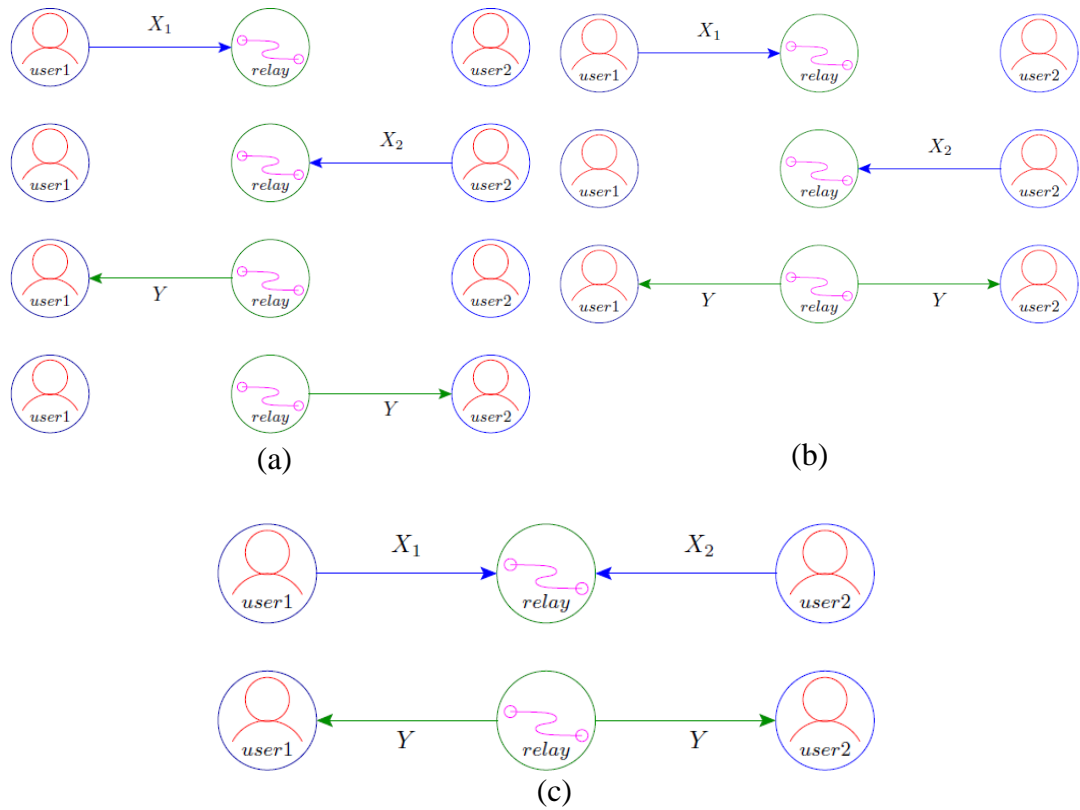 X₁
user1 relay user2
X₂
user1 relay user2
Y
user1 relay user2
Y
user1 relay user2
(a)
X₁
user1 relay user2
X₂
user1 relay user2
Y Y
user1 relay user2
(b)
X₁ X₂
user1 relay user2
Y Y
user1 relay user2
(c)